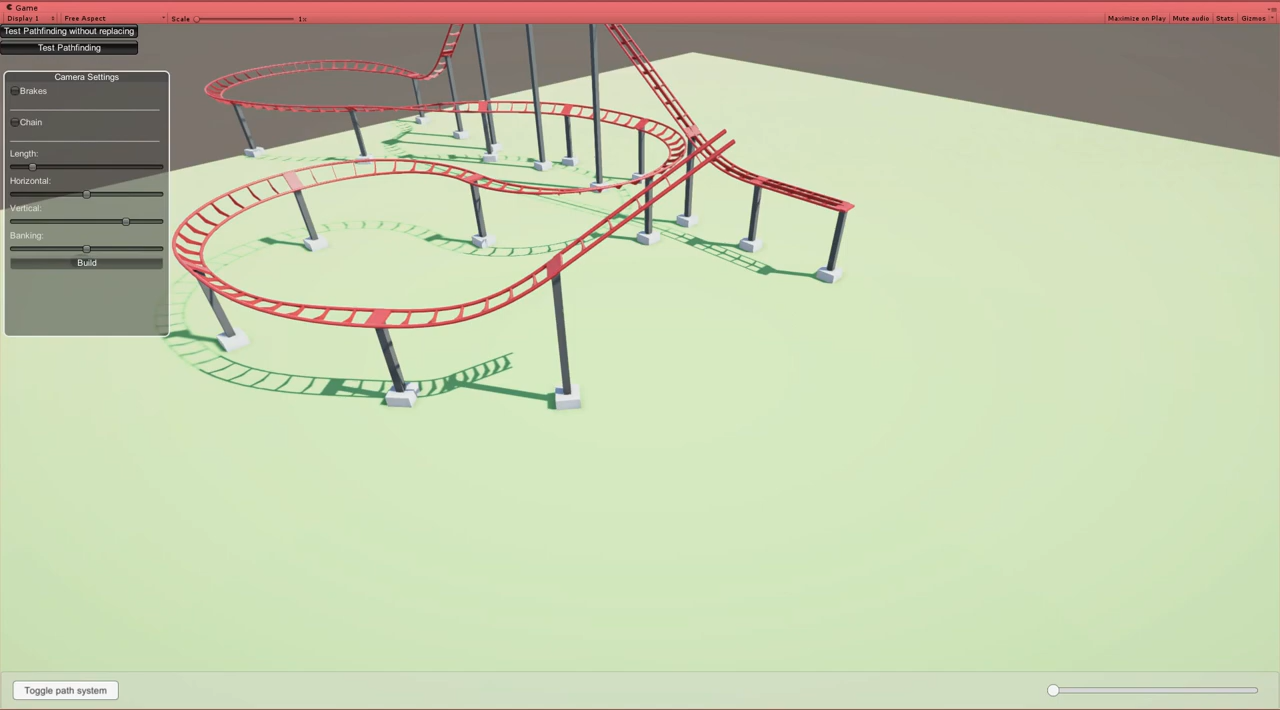 Game
Display 1
Free Aspect
Scale
1x
Maximize on Play
Mute audio
Stats
Gizmos
Test Pathfinding without replacing
Test Pathfinding
Camera Settings
Brakes
Chain
Length:
Horizontal:
Vertical:
Banking:
Build
Toggle path system